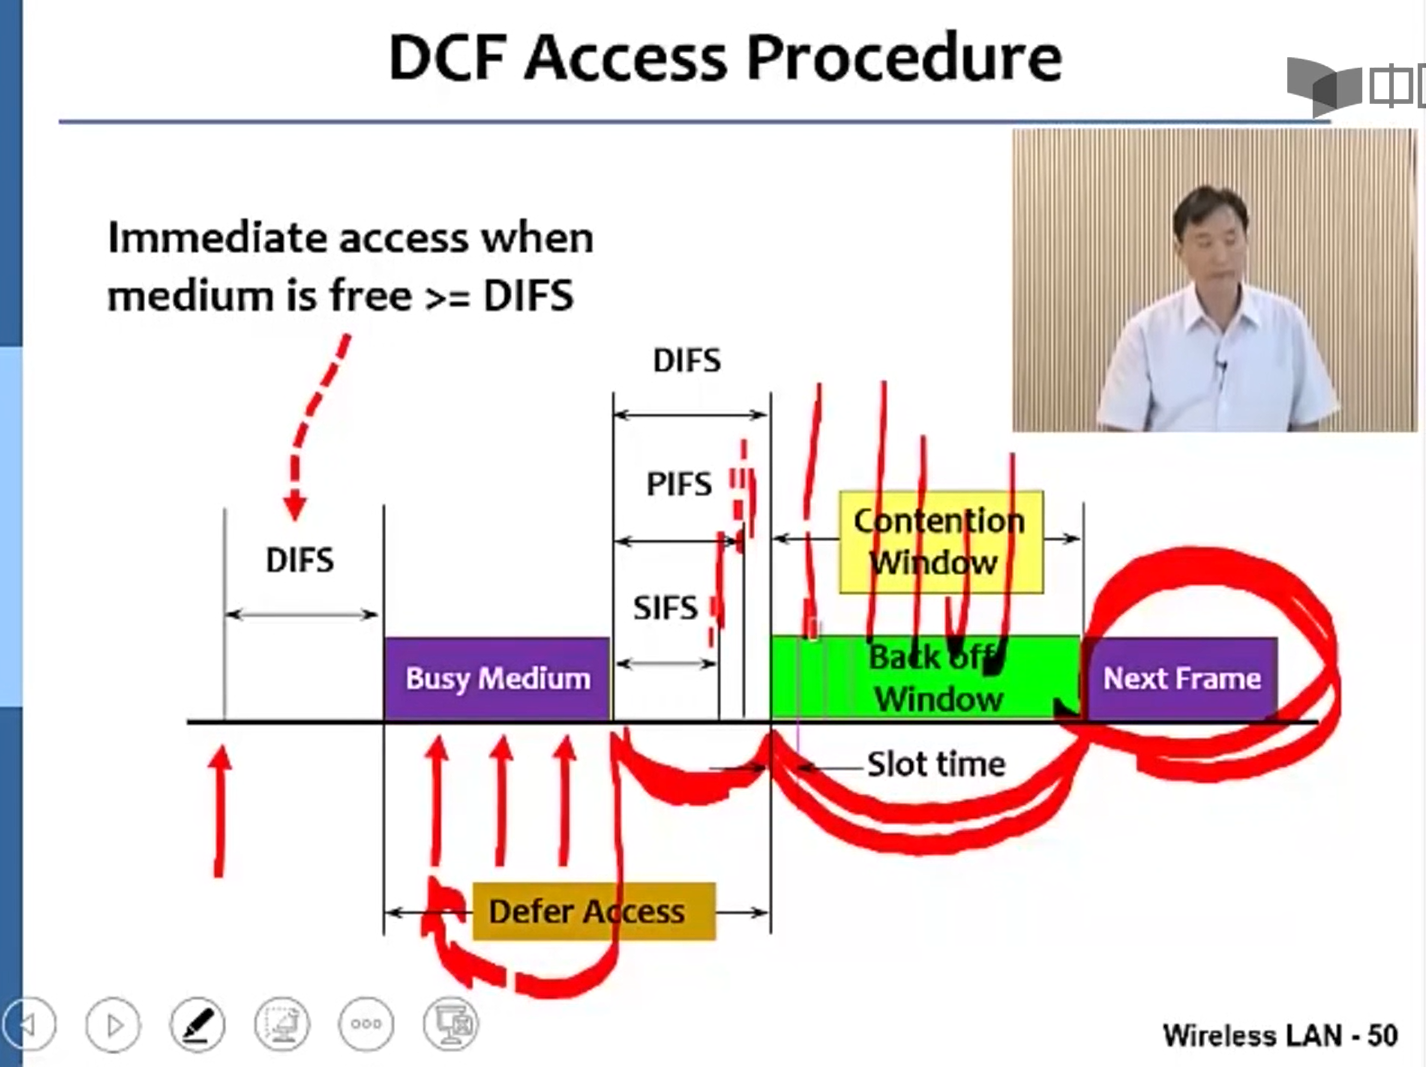 DCF Access Procedure
中
Immediate access when
medium is free >= DIFS
DIFS
PIFS
SIFS
DIFS
Contention
Window
Busy Medium
Back off
Window
Next Frame
Slot time
Defer Access
Wireless LAN - 50